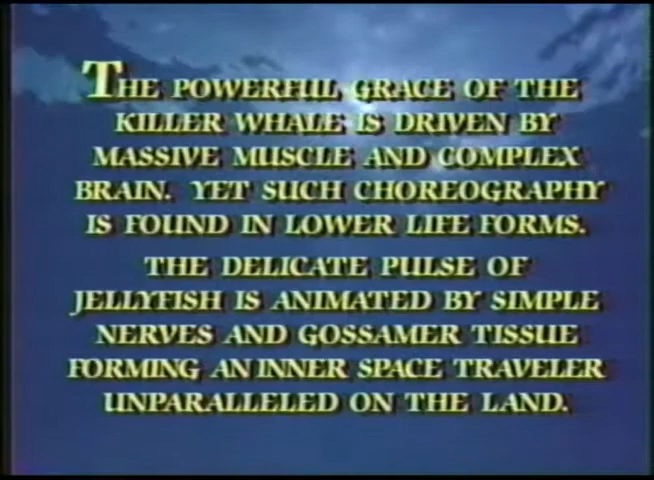 THE POWERFUL GRACE OF THE
KILLER WHALE IS DRIVEN BY
MASSIVE MUSCLE AND COMPLEX
BRAIN. YET SUCH CHOREOGRAPHY
IS FOUND IN LOWER LIFE FORMS.
THE DELICATE PULSE OF
JELLYFISH IS ANIMATED BY SIMPLE
NERVES AND GOSSAMER TISSUE
FORMING AN INNER SPACE TRAVELER
UNPARALLELED ON THE LAND.